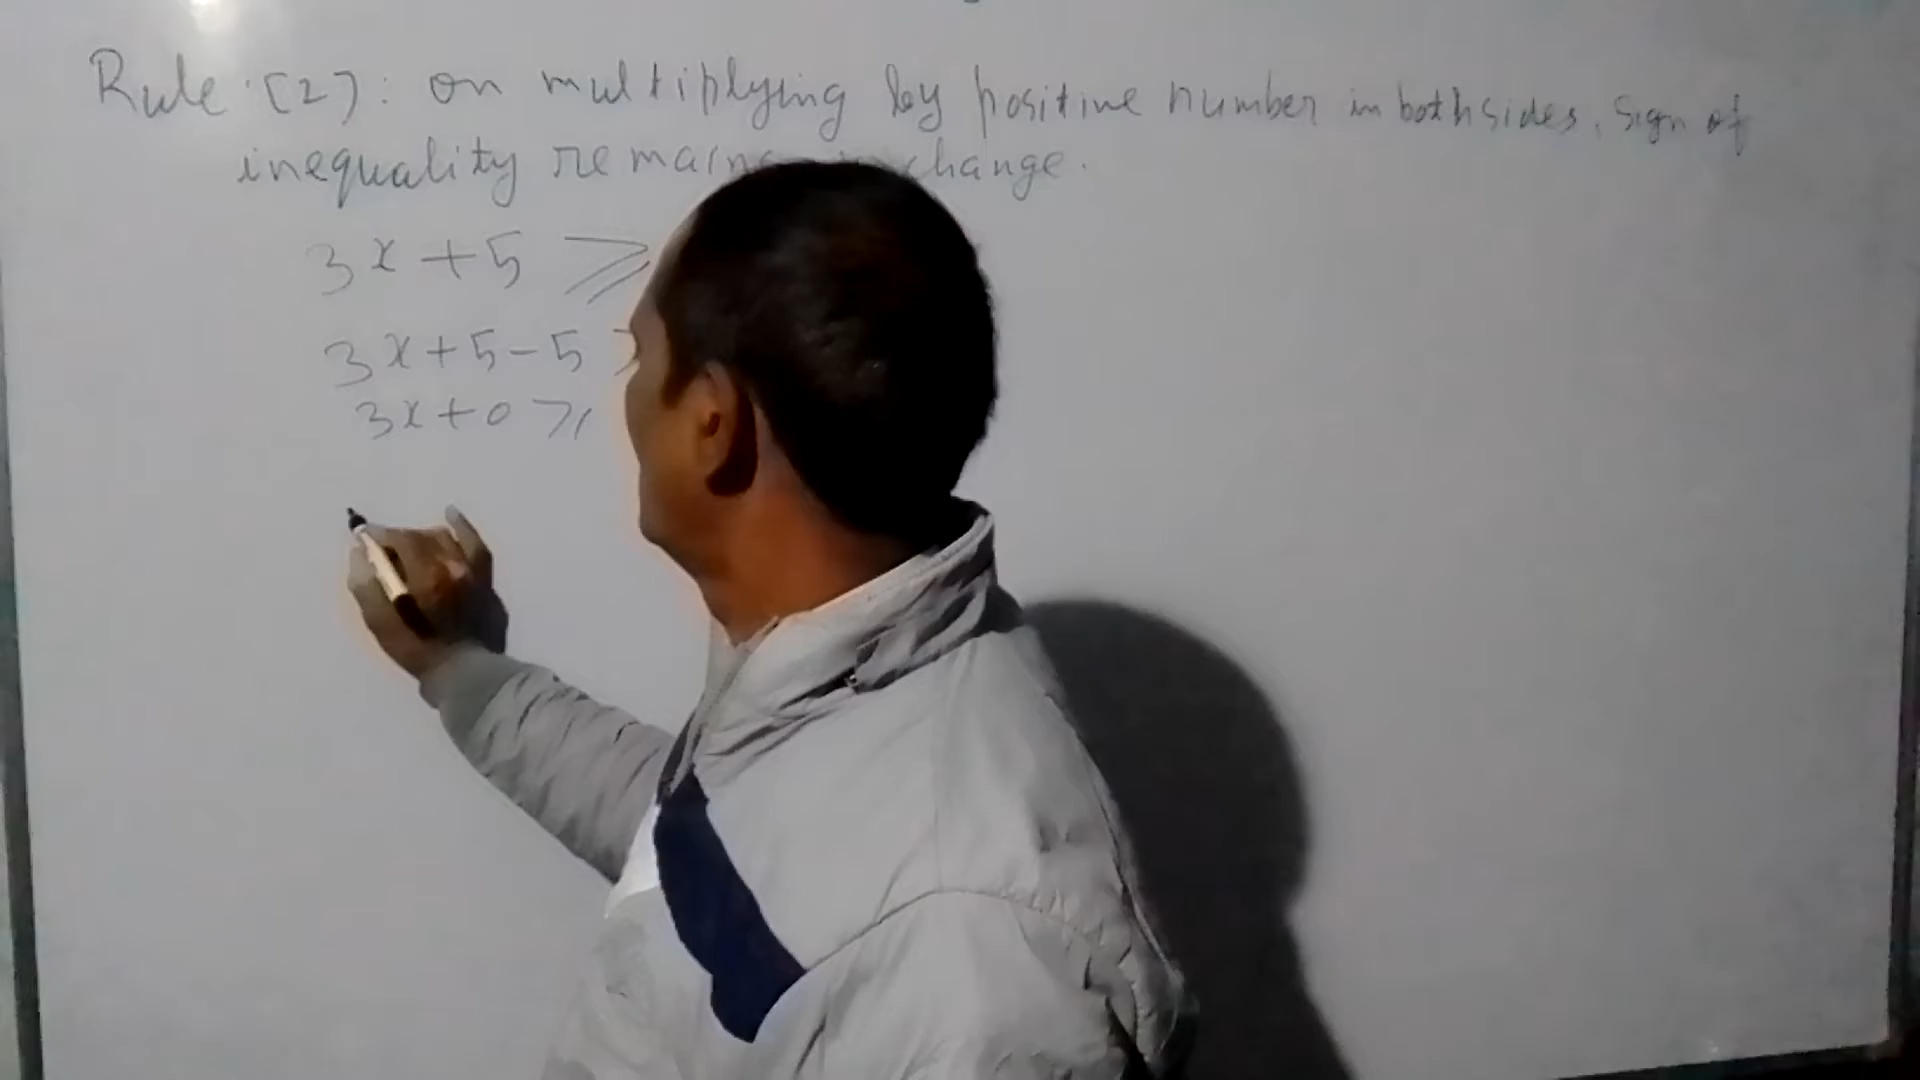 Rule [2]: on multiplying by positive number in both sides, sign of
inequality remains change.
3x+5 ⩾
3x+5-5
3x+0 ⩾